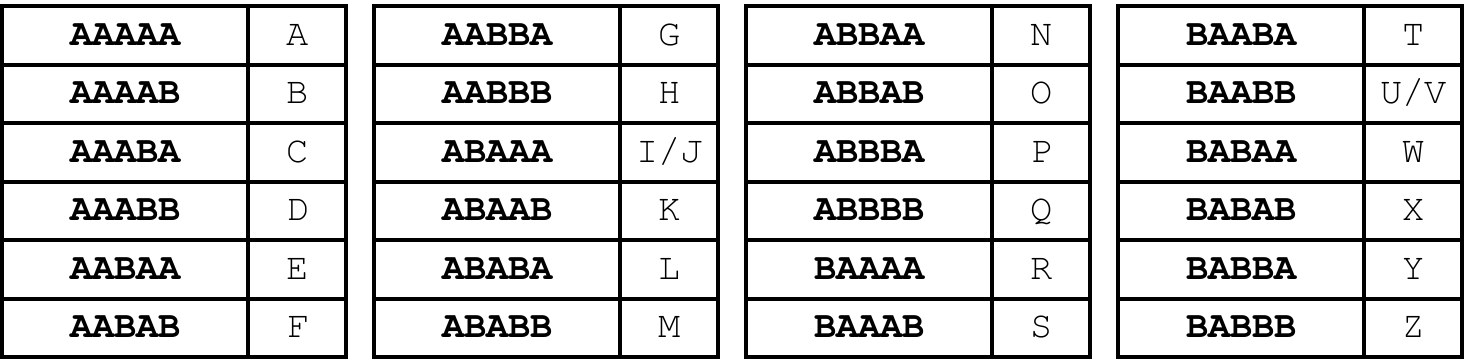 AAAAA A AABBA G ABBAA N BAABA T
AAAAB B AABBB H ABBAB O BAABB U/V
AAABA C ABAAA I/J ABBBA P BABAA W
AAABB D ABAAB K ABBBB Q BABAB X
AABAA E ABABA L BAAAA R BABBA Y
AABAB F ABABB M BAAAB S BABBB Z